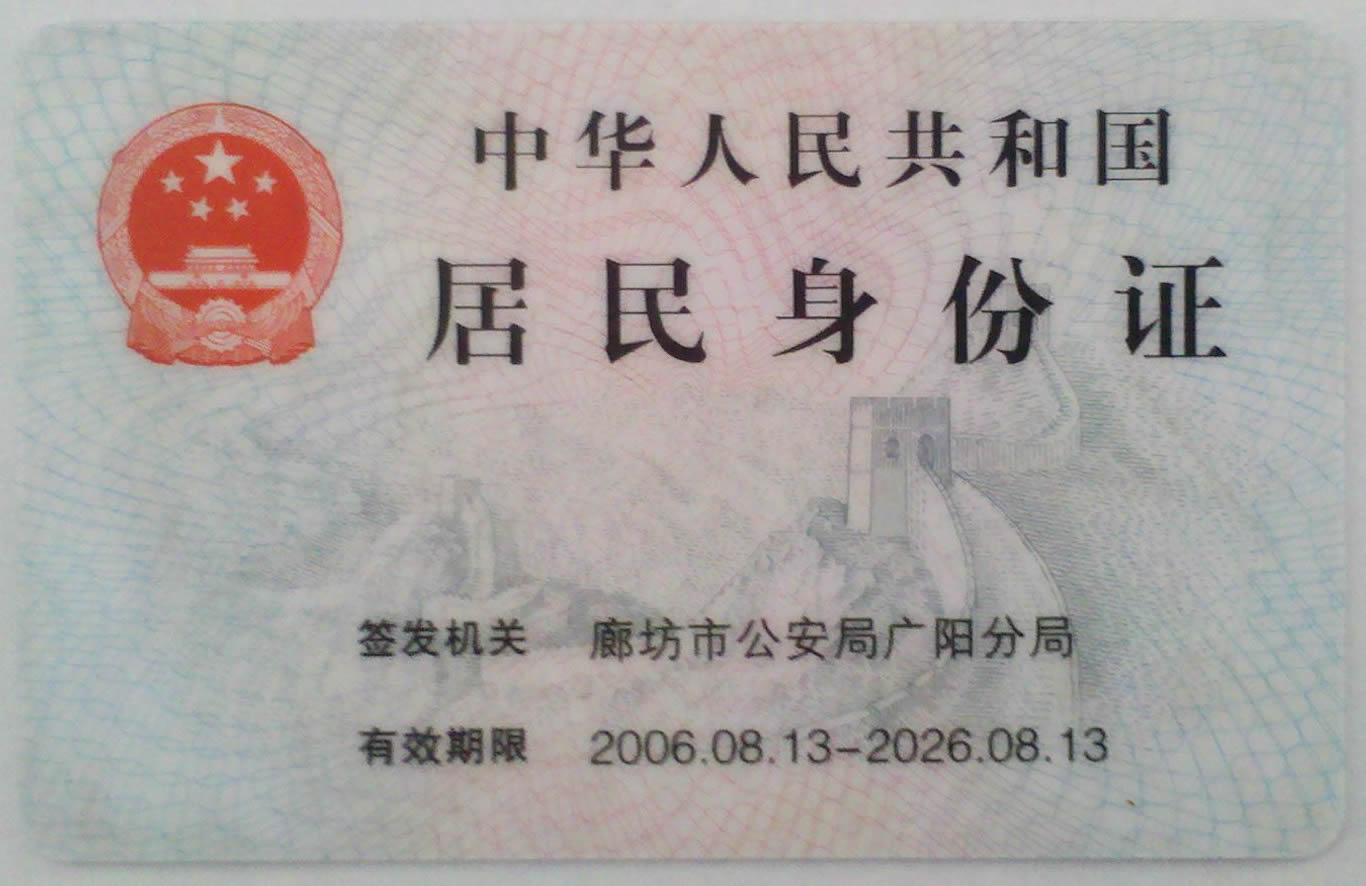 中华人民共和国
居民身份证
签发机关 廊坊市公安局广阳分局
有效期限 2006.08.13-2026.08.13